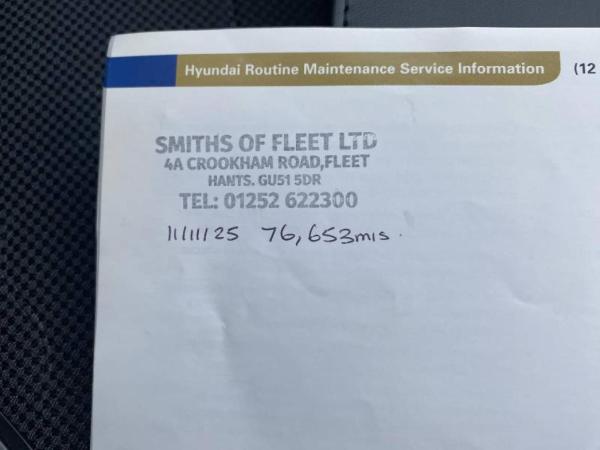 Hyundai Routine Maintenance Service Information (12
SMITHS OF FLEET LTD
4A CROOKHAM ROAD,FLEET
HANTS. GU51 5DR
TEL: 01252 622300
11/11/25 76,653mls.